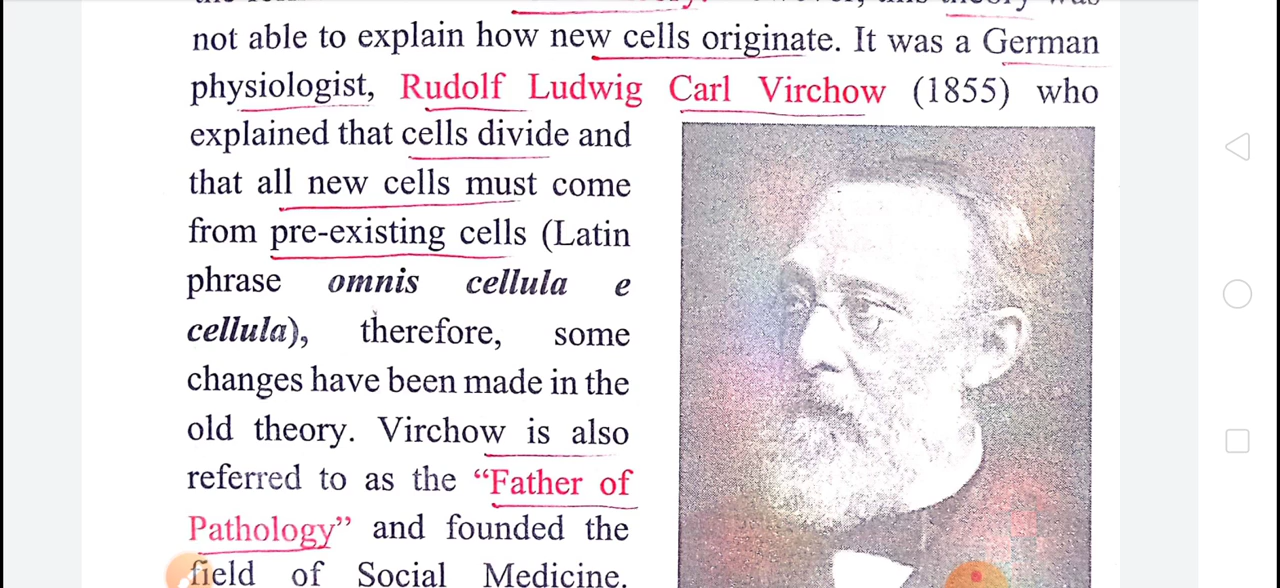 not able to explain how new cells originate. It was a German
physiologist, Rudolf Ludwig Carl Virchow (1855) who
explained that cells divide and
that all new cells must come
from pre-existing cells (Latin
phrase omnis cellula e
cellula), therefore, some
changes have been made in the
old theory. Virchow is also
referred to as the “Father of
Pathology” and founded the
field of Social Medicine.